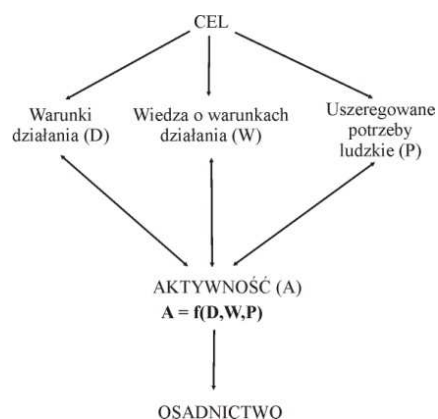 CEL
Warunki
działania (D)
Wiedza o warunkach
działania (W)
Uszeregowane
potrzeby
ludzkie (P)
AKTYWNOŚĆ (A)
A = f(D,W,P)
OSADNICTWO